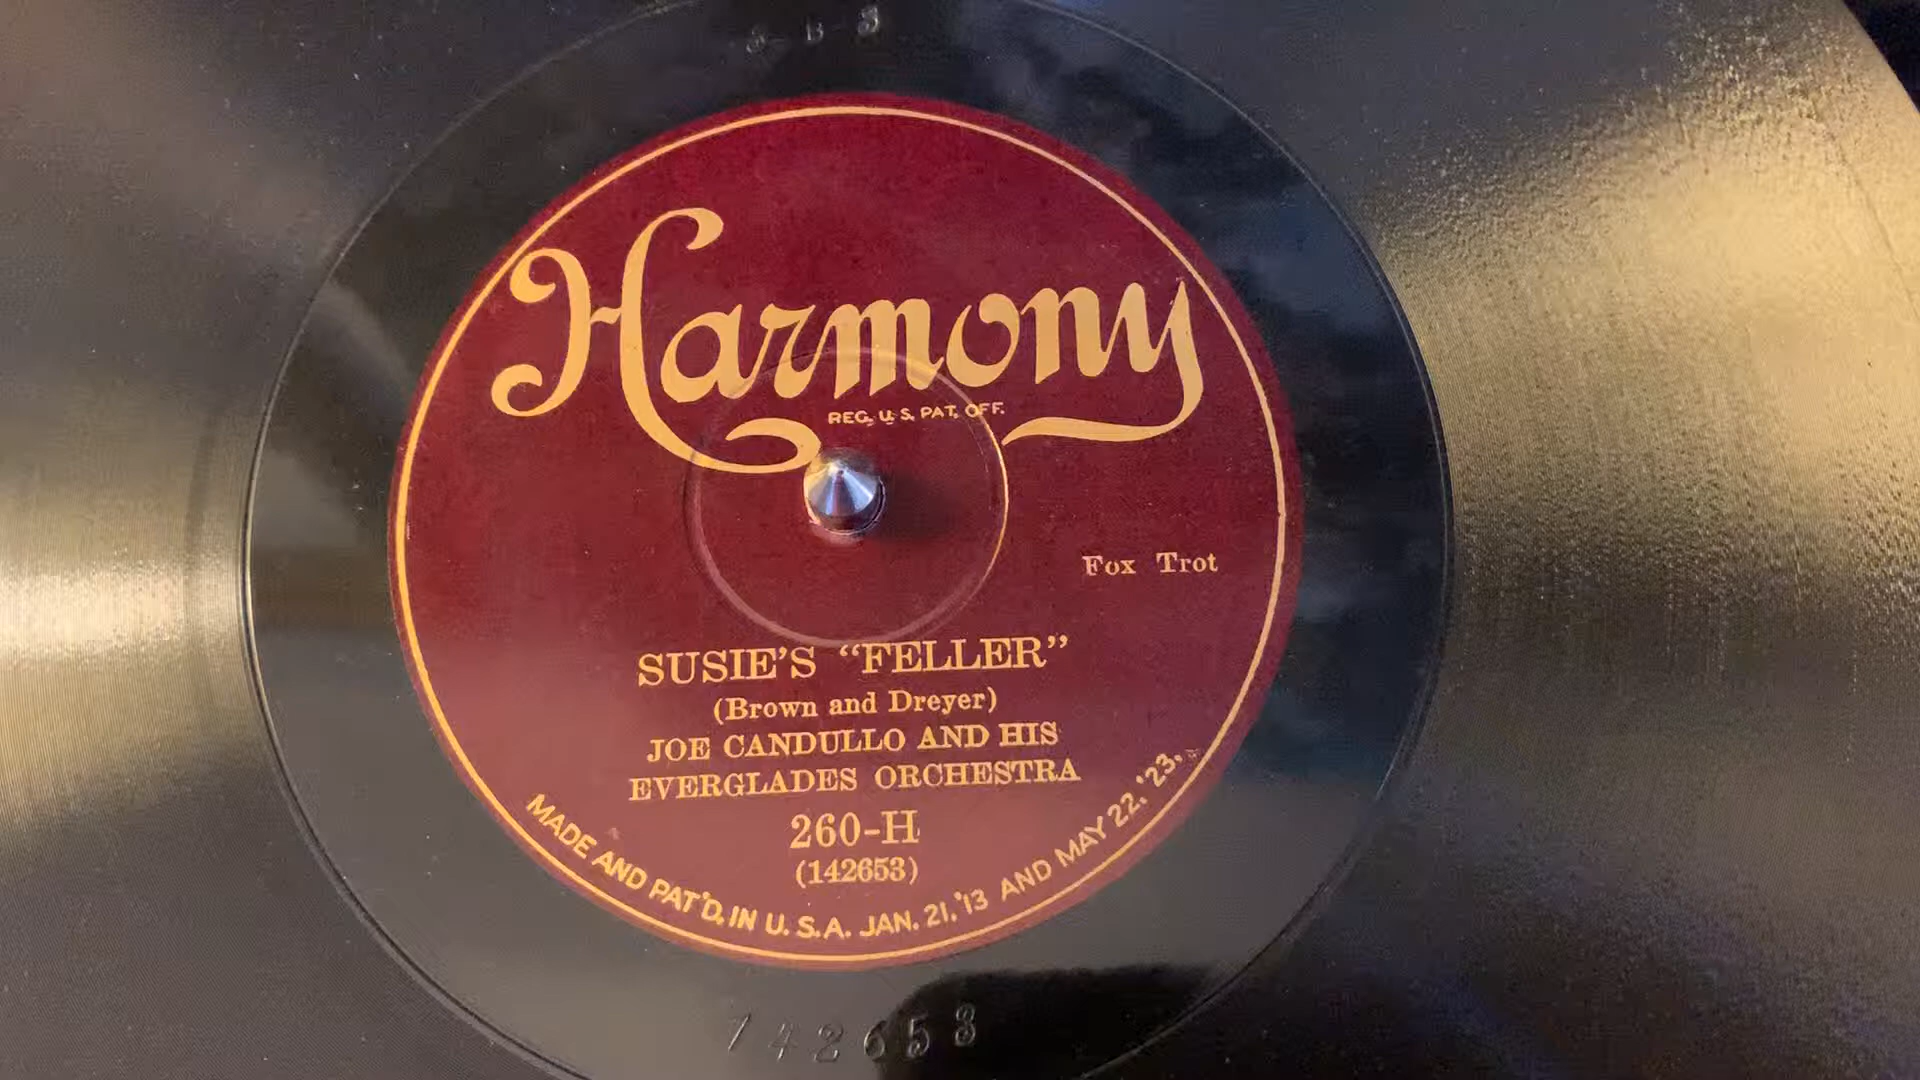 Harmony
REG. U. S. PAT. OFF.
Fox Trot
SUSIE'S “FELLER”
(Brown and Dreyer)
JOE CANDULLO AND HIS
EVERGLADES ORCHESTRA
260-H
(142653)
MADE AND PAT'D. IN U. S. A. JAN. 21, '13 AND MAY 22, '23.
142653